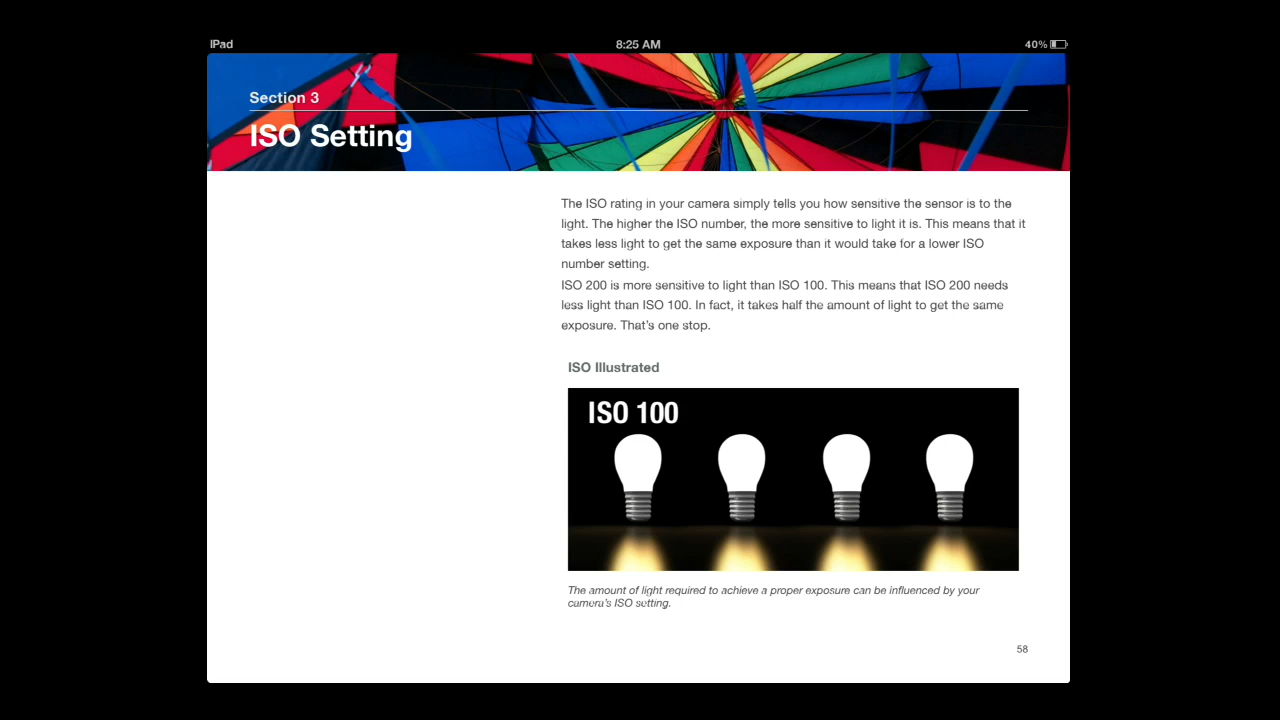 iPad
8:25 AM
40%
Section 3
ISO Setting
The ISO rating in your camera simply tells you how sensitive the sensor is to the
light. The higher the ISO number, the more sensitive to light it is. This means that it
takes less light to get the same exposure than it would take for a lower ISO
number setting.
ISO 200 is more sensitive to light than ISO 100. This means that ISO 200 needs
less light than ISO 100. In fact, it takes half the amount of light to get the same
exposure. That's one stop.
ISO Illustrated
ISO 100
The amount of light required to achieve a proper exposure can be influenced by your
camera's ISO setting.
58